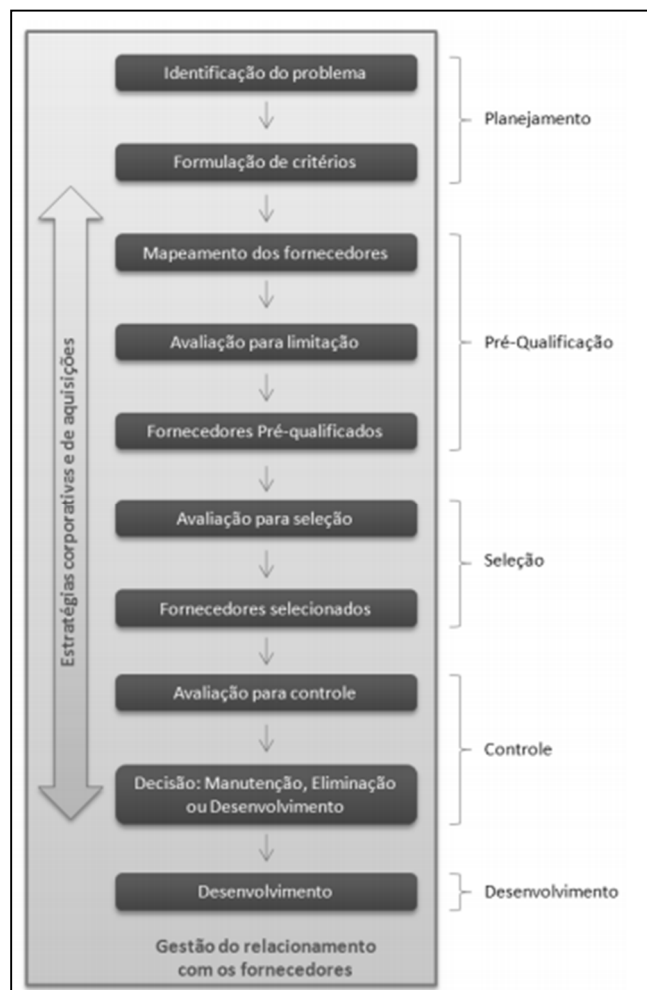 Identificação do problema
Planejamento
Formulação de critérios
Mapeamento dos fornecedores
Avaliação para limitação
Pré-Qualificação
Fornecedores Pré-qualificados
Avaliação para seleção
Seleção
Fornecedores selecionados
Avaliação para controle
Controle
Decisão: Manutenção, Eliminação
ou Desenvolvimento
Desenvolvimento
Desenvolvimento
Estratégias corporativas e de aquisições
Gestão do relacionamento
com os fornecedores